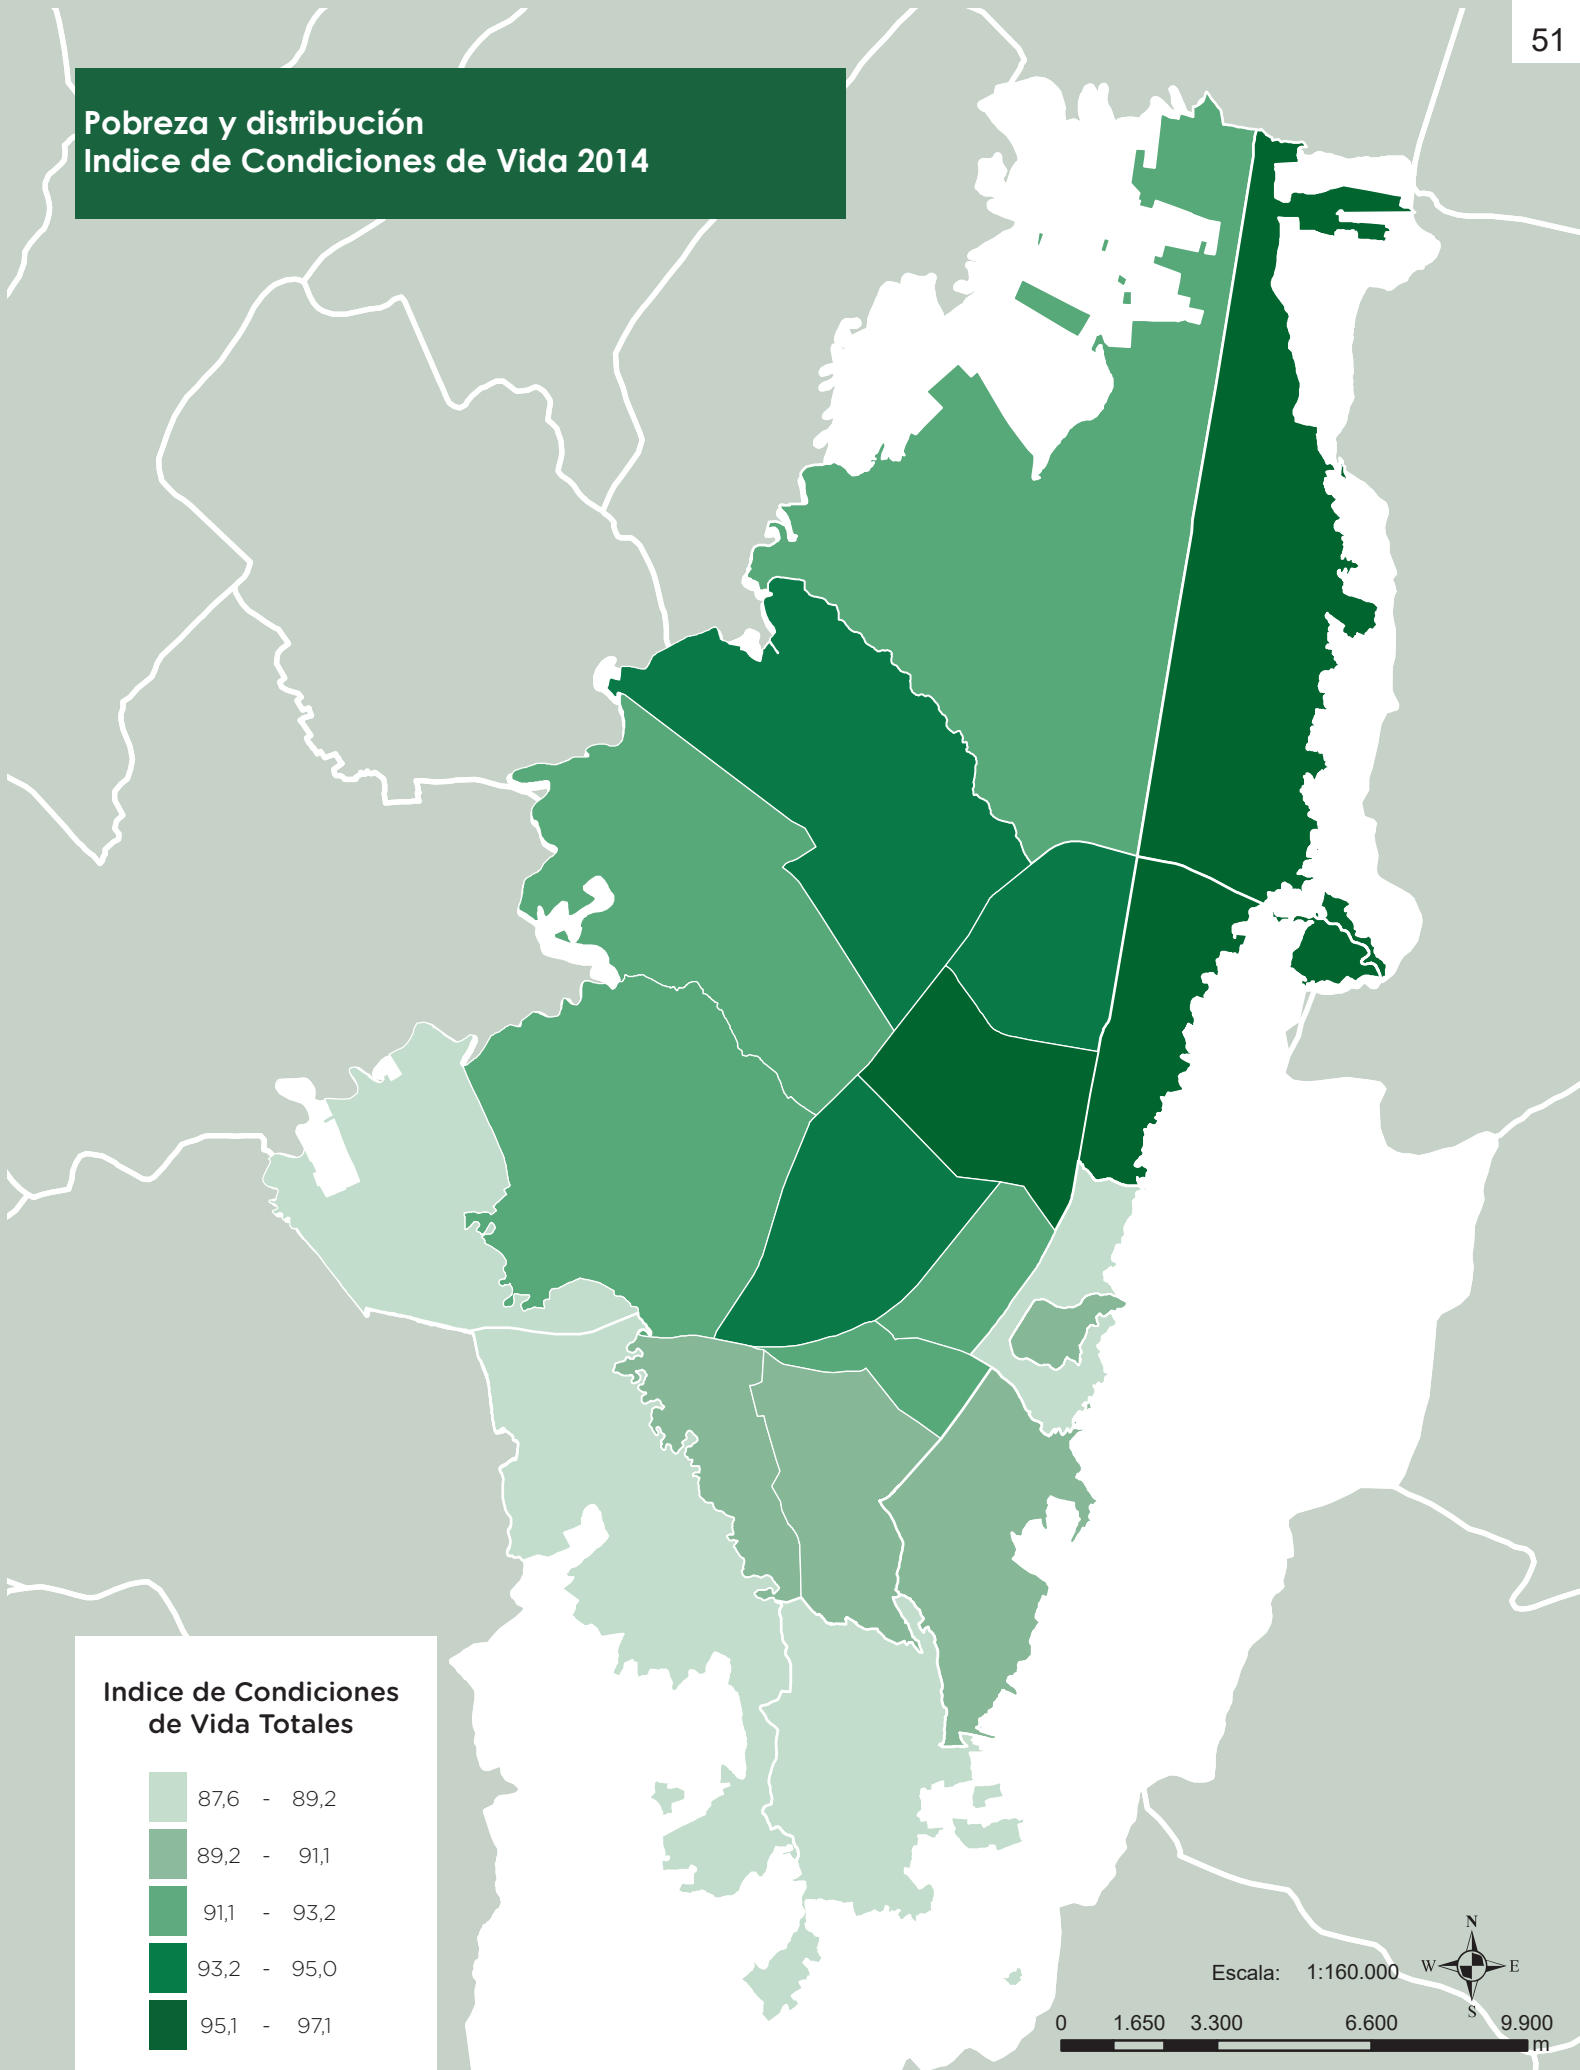 51
Pobreza y distribución
Indice de Condiciones de Vida 2014
Indice de Condiciones
de Vida Totales
87,6 - 89,2
89,2 - 91,1
91,1 - 93,2
93,2 - 95,0
95,1 - 97,1
N
W E
S
Escala: 1:160.000
0 1.650 3.300 6.600 9.900
m